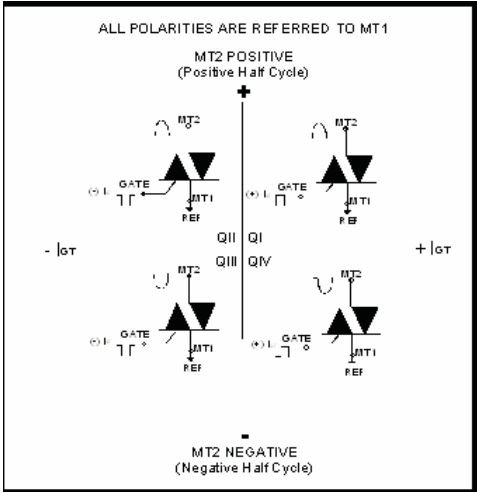 ALL POLARITIES ARE REFERRED TO MT1
MT2 POSITIVE
(Positive Half Cycle)
+
MT2
GATE
MT1
REF
MT2
GATE
MT1
REF
QII QI
QIII QIV
- IGT
+ IGT
MT2
GATE
MT1
REF
MT2
GATE
MT1
REF
-
MT2 NEGATIVE
(Negative Half Cycle)